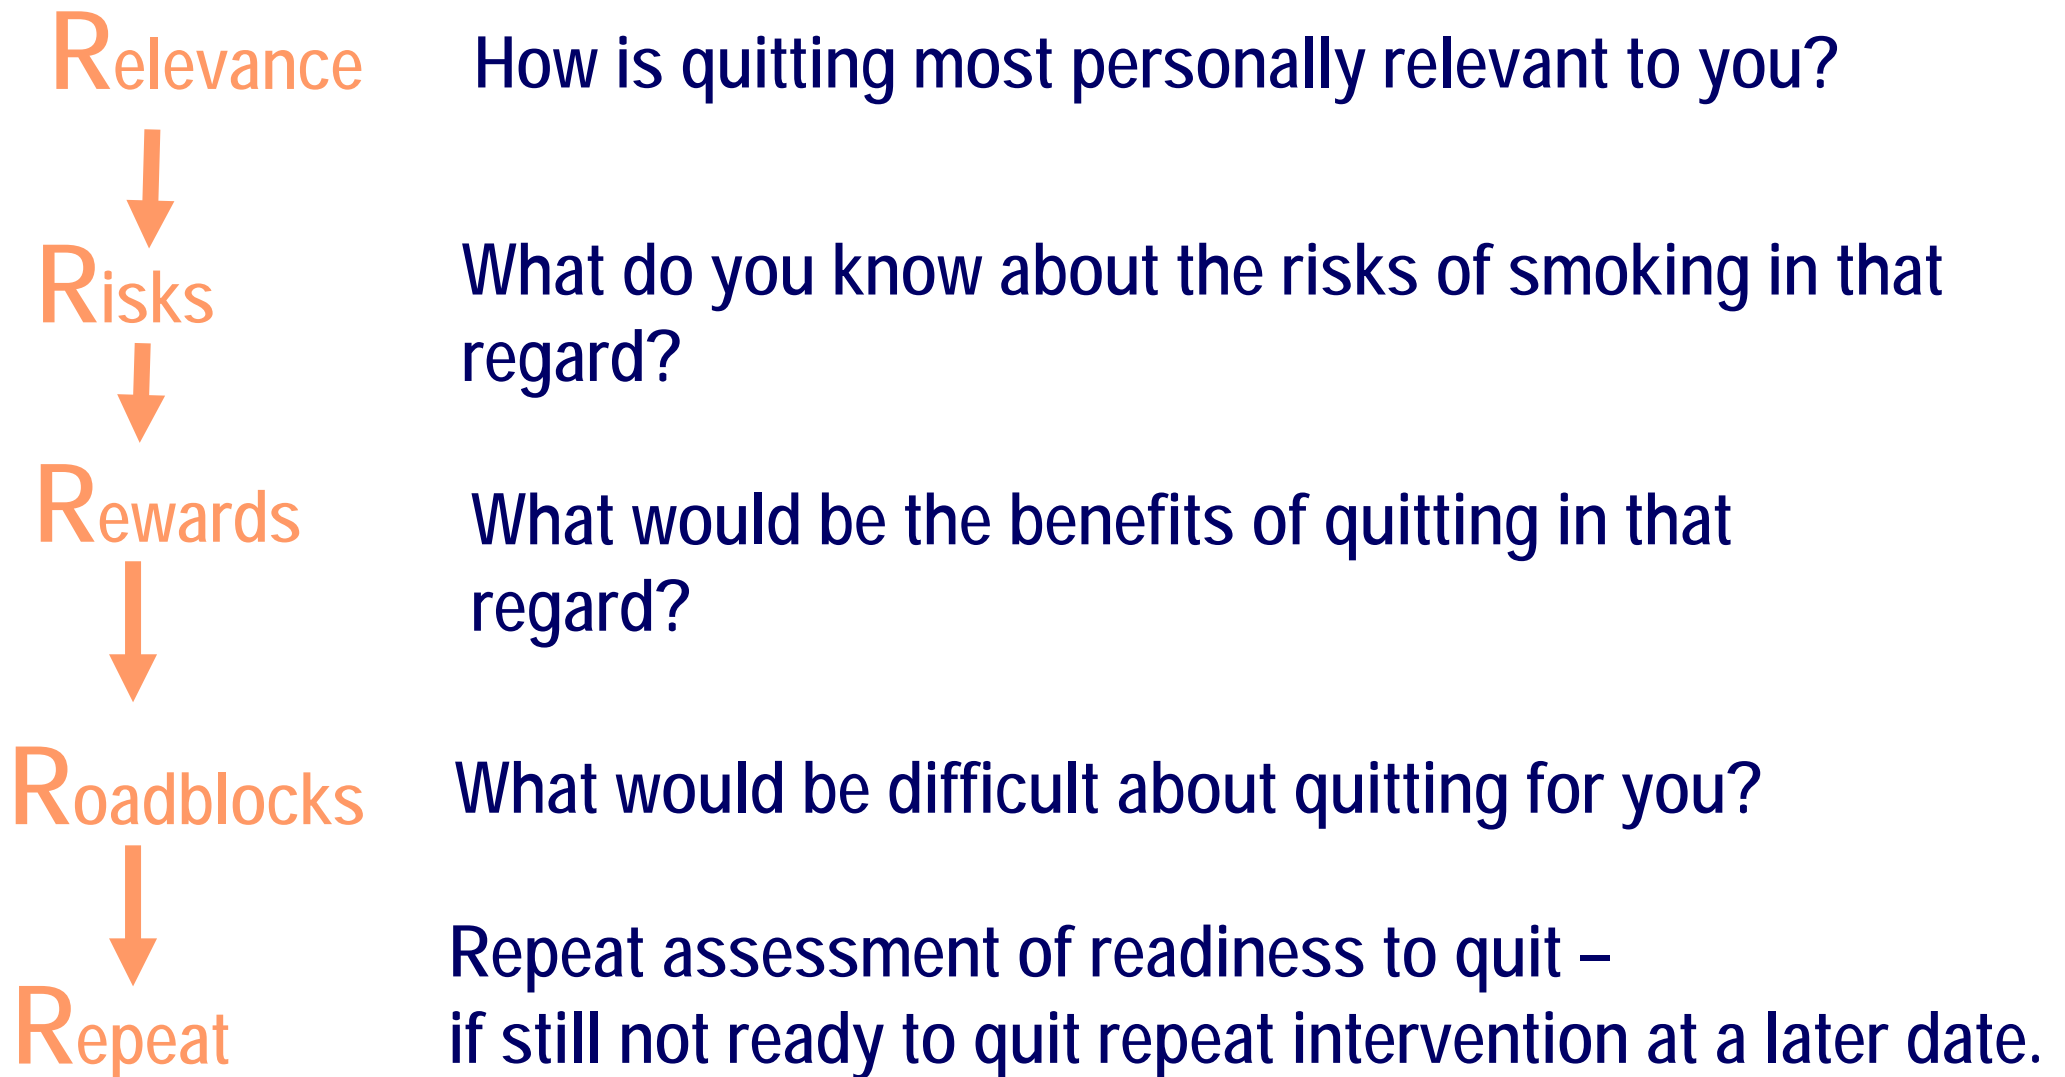 Relevance How is quitting most personally relevant to you?
Risks What do you know about the risks of smoking in that
regard?
Rewards What would be the benefits of quitting in that
regard?
Roadblocks What would be difficult about quitting for you?
Repeat assessment of readiness to quit –
Repeat if still not ready to quit repeat intervention at a later date.